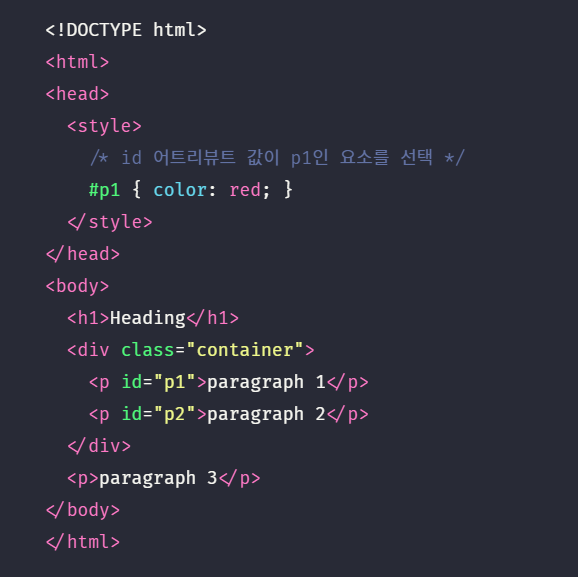 <!DOCTYPE html>
<html>
<head>
<style>
/* id 어트리뷰트 값이 p1인 요소를 선택 */
#p1 { color: red; }
</style>
</head>
<body>
<h1>Heading</h1>
<div class="container">
<p id="p1">paragraph 1</p>
<p id="p2">paragraph 2</p>
</div>
<p>paragraph 3</p>
</body>
</html>